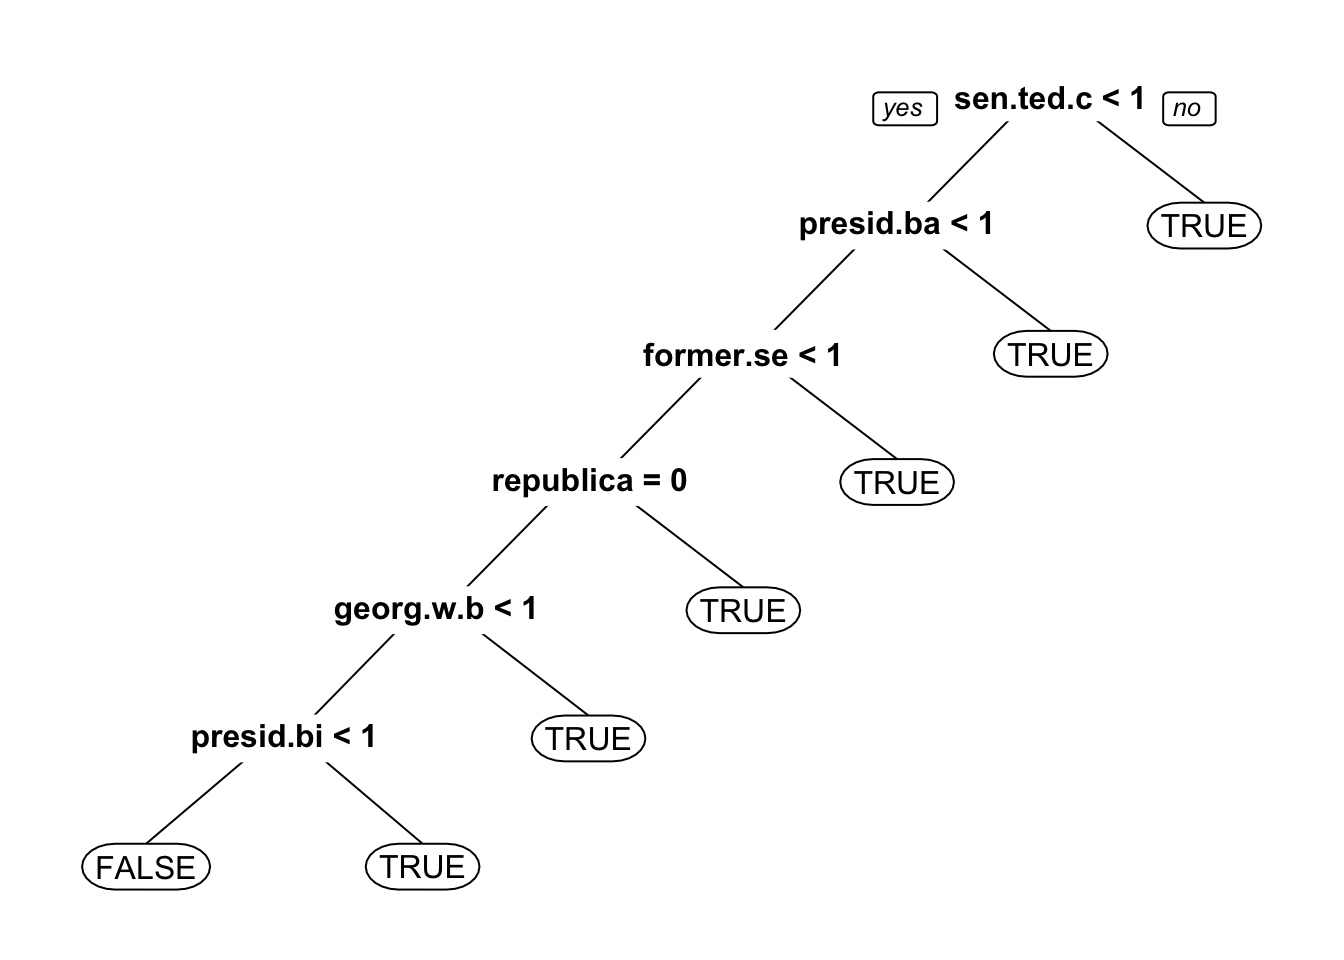 yes sen.ted.c < 1 no
presid.ba < 1 TRUE
former.se < 1 TRUE
republica = 0 TRUE
georg.w.b < 1 TRUE
presid.bi < 1 TRUE
FALSE TRUE